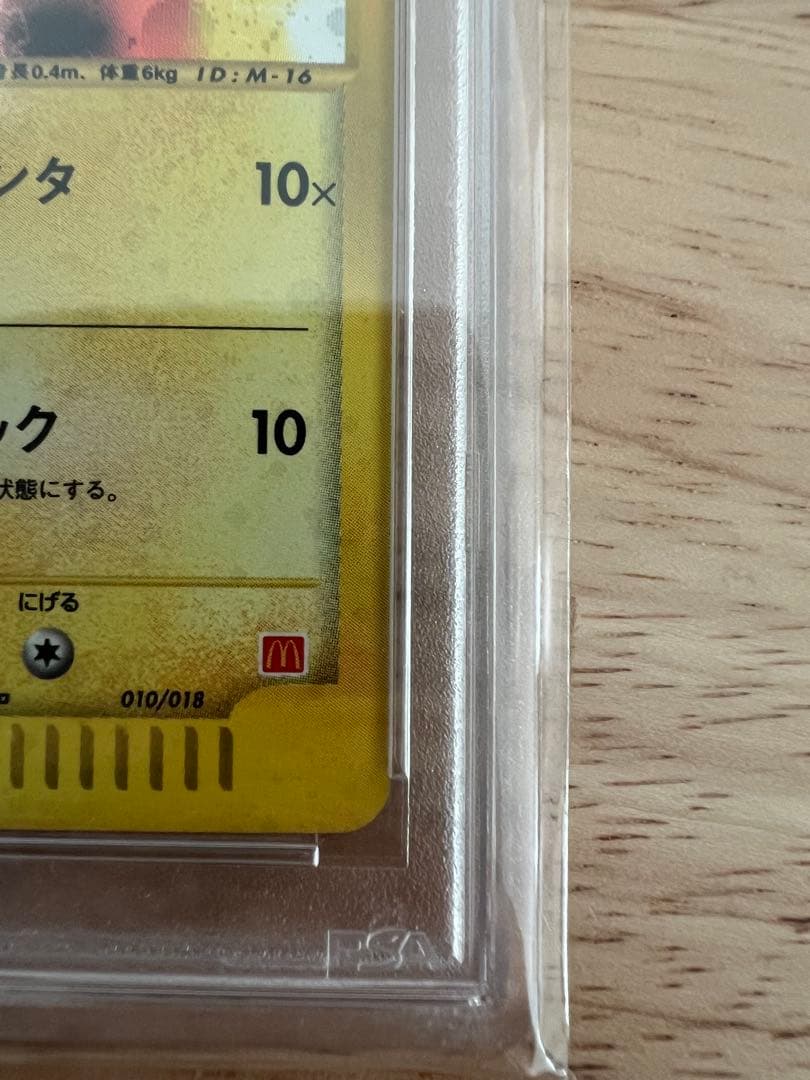 長0.4m、体重6kg ID:M-16
ンタ 10×
ック 10
状態にする。
にげる
010/018
PSA